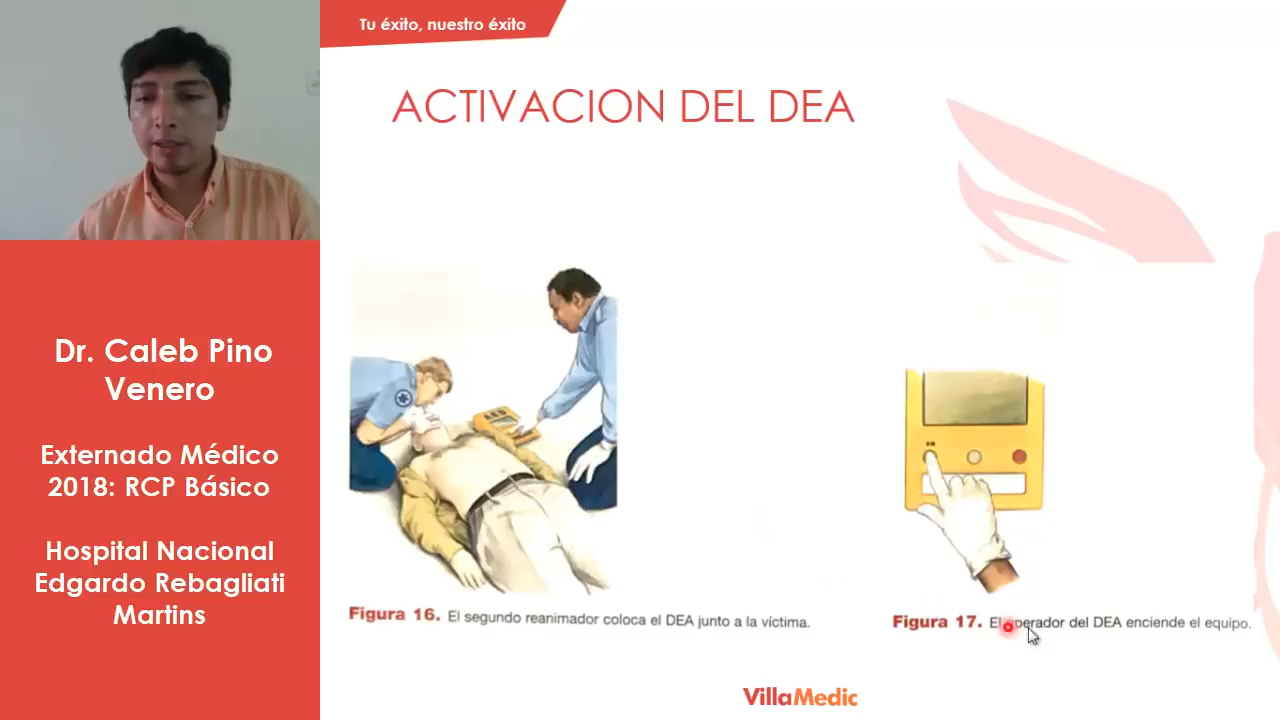 Tu éxito, nuestro éxito
ACTIVACION DEL DEA
Dr. Caleb Pino
Venero
Externado Médico
2018: RCP Básico
Hospital Nacional
Edgardo Rebagliati
Martins
AED
ON
Figura 16. El segundo reanimador coloca el DEA junto a la víctima.
Figura 17. El operador del DEA enciende el equipo.
VillaMedic